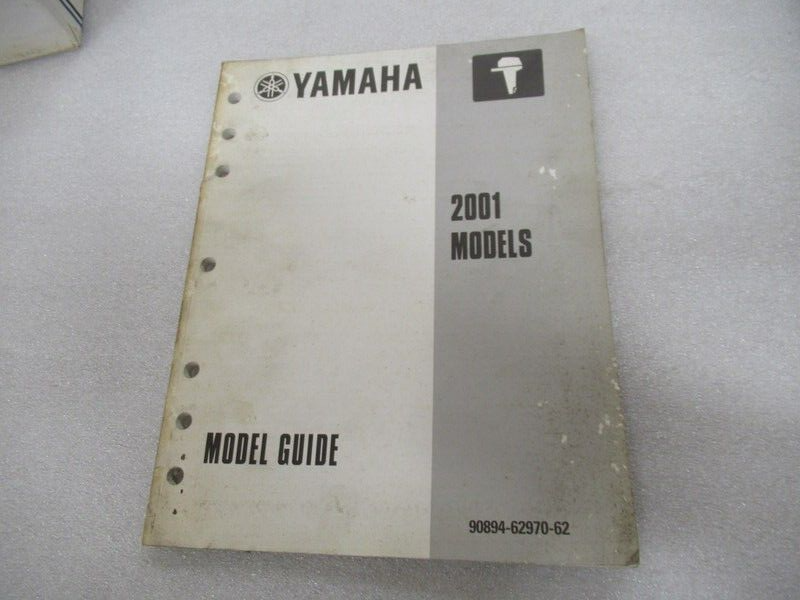 YAMAHA
2001
MODELS
MODEL GUIDE
90894-62970-62